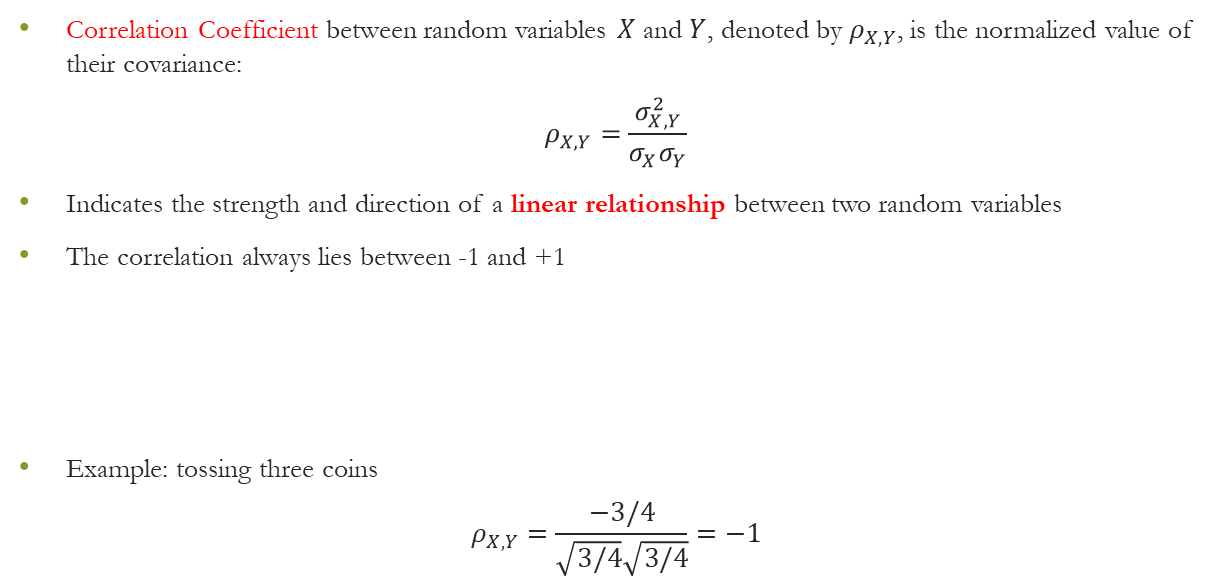 • Correlation Coefficient between random variables X and Y, denoted by ρX,Y, is the normalized value of
their covariance:
ρX,Y = σ²X,Y / σX σY
• Indicates the strength and direction of a linear relationship between two random variables
• The correlation always lies between -1 and +1
• Example: tossing three coins
ρX,Y = −3/4 / √3/4 √3/4 = −1